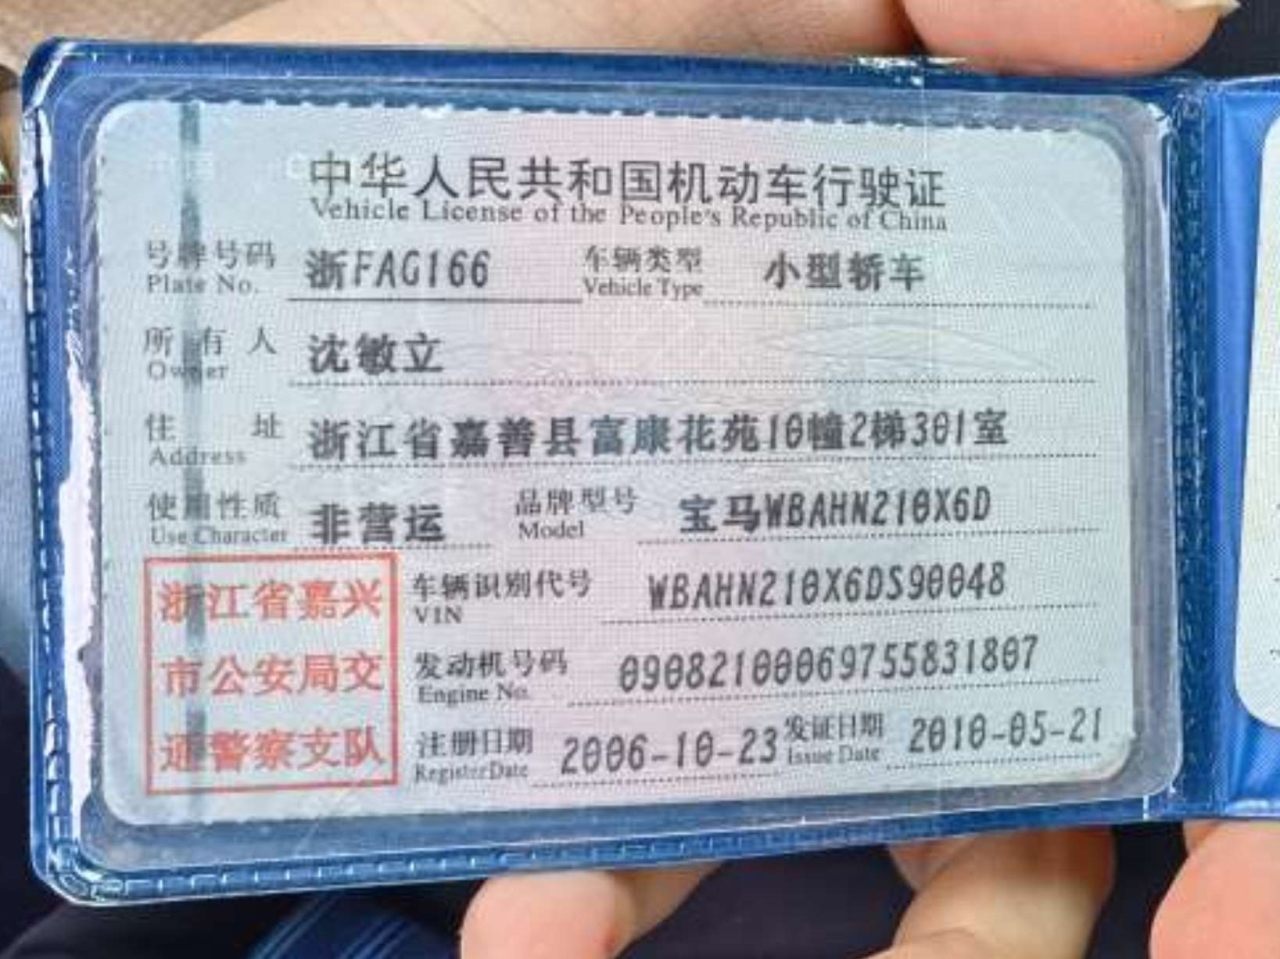 中华人民共和国机动车行驶证
Vehicle License of the People's Republic of China
号牌号码 浙FAG166 车辆类型 小型轿车
Plate No. Vehicle Type
所有人 沈敏立
Owner
住址 浙江省嘉善县富康花苑10幢2梯301室
Address
使用性质 非营运 品牌型号 宝马WBAHN210X6D
Use Character Model
浙江省嘉兴
市公安局交
通警察支队
车辆识别代号 WBAHN210X6DS90048
VIN
发动机号码 09082100069755831807
Engine No.
注册日期 2006-10-23 发证日期 2010-05-21
Register Date Issue Date